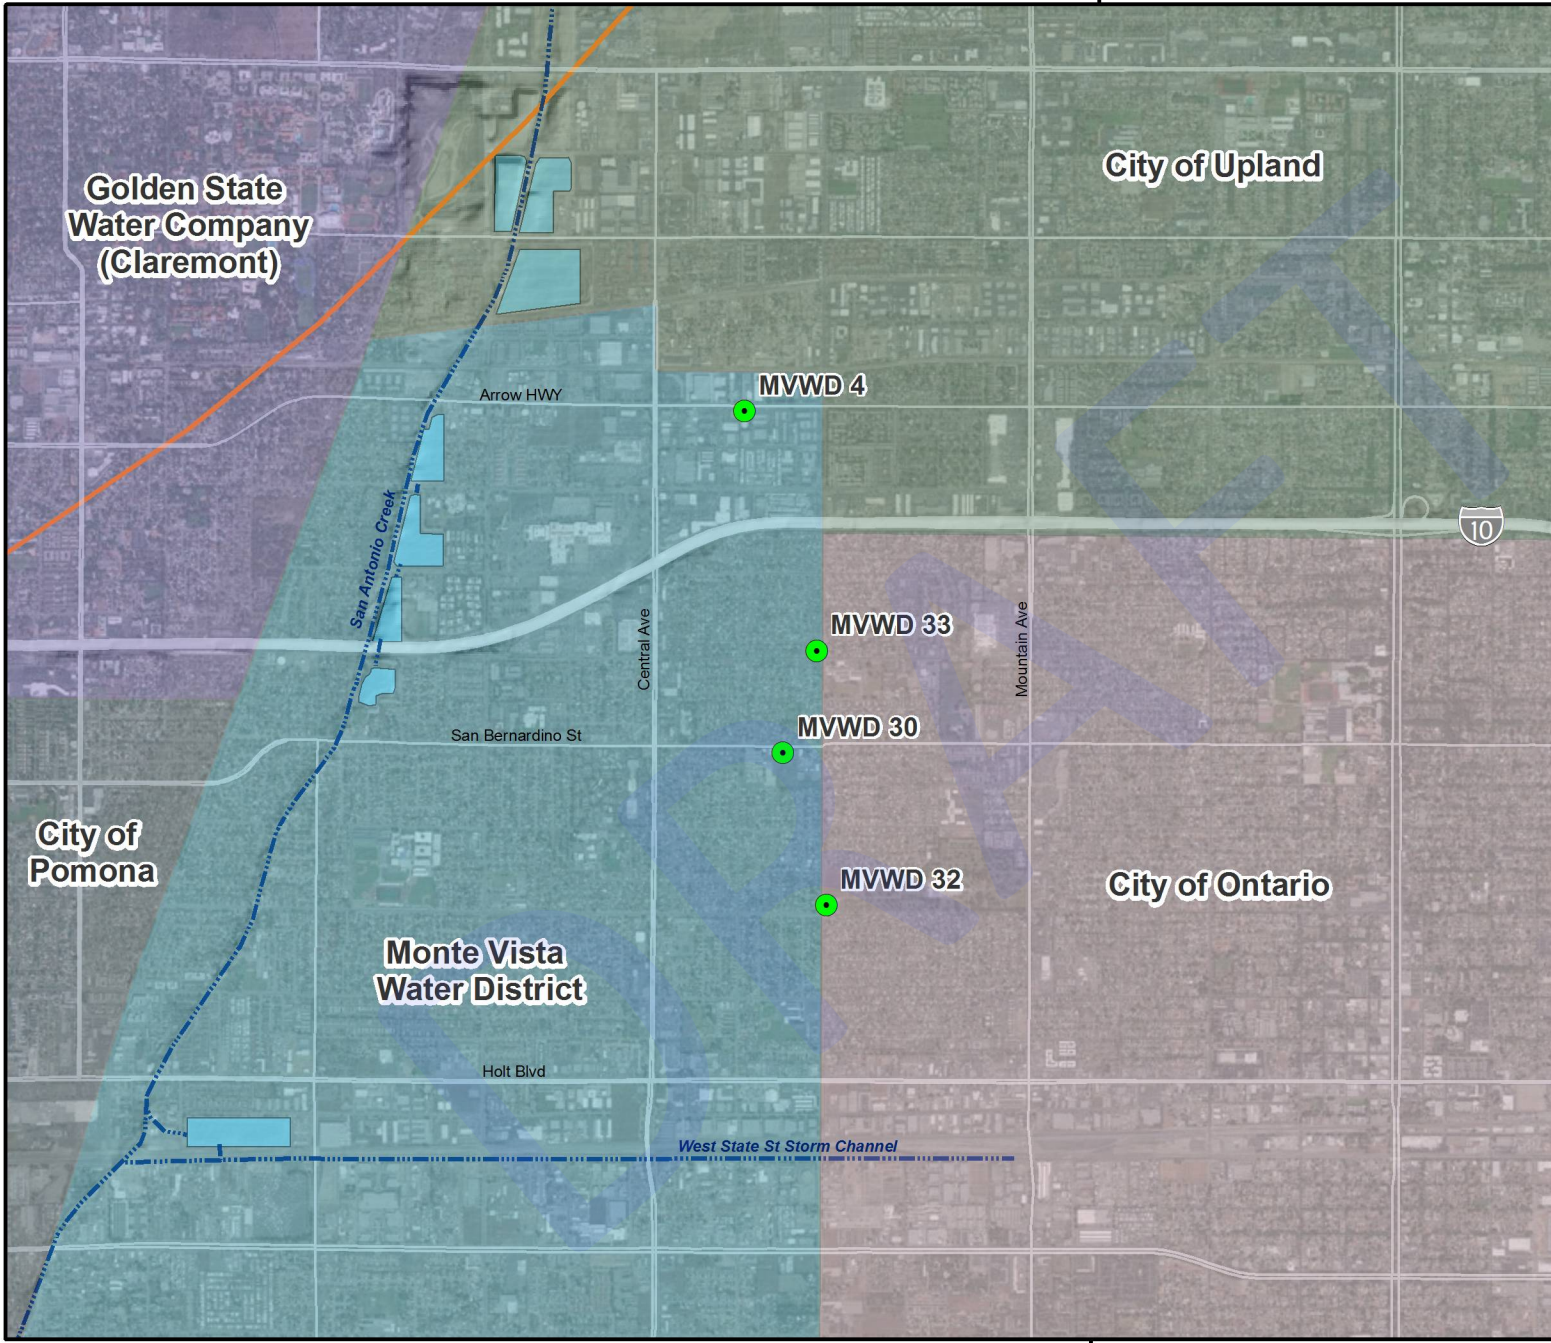 City of Upland
Golden State
Water Company
(Claremont)
MVWD 4
Arrow HWY
San Antonio Creek
10
Central Ave
MVWD 33
Mountain Ave
MVWD 30
San Bernardino St
City of
Pomona
MVWD 32
City of Ontario
Monte Vista
Water District
Holt Blvd
West State St Storm Channel
DRAFT